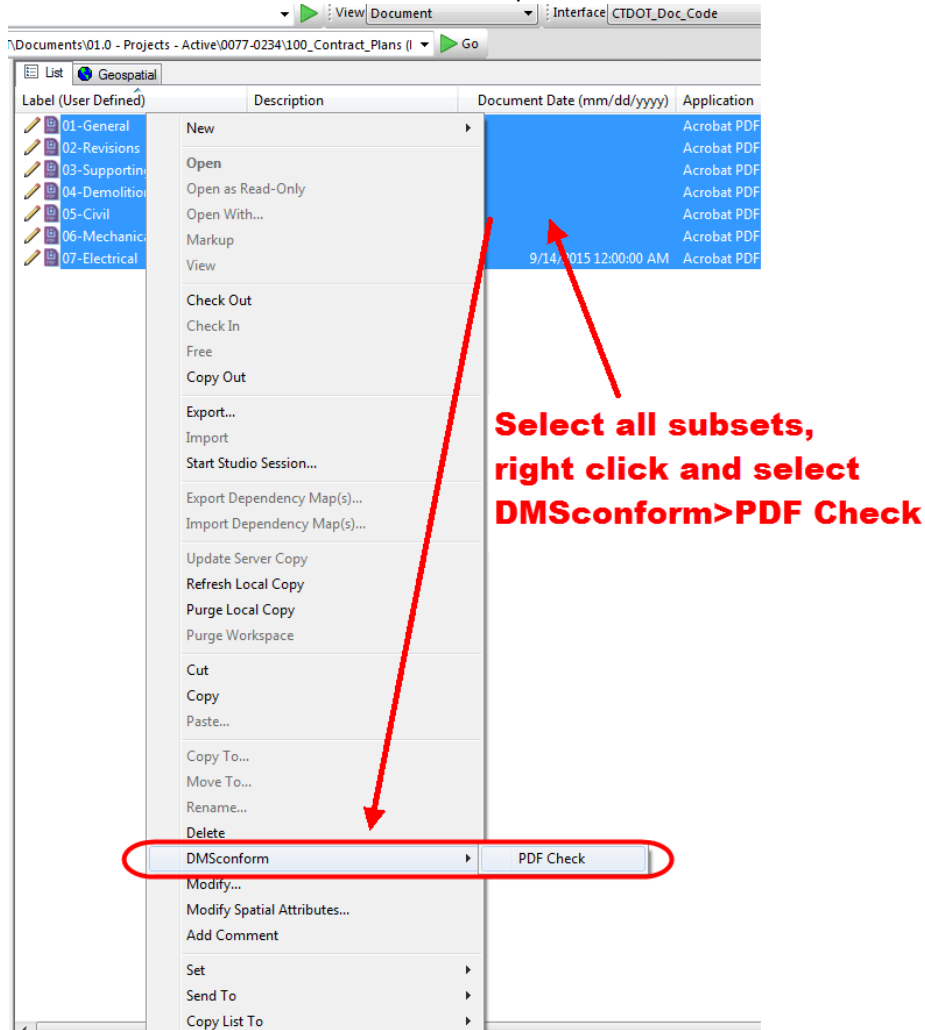 View Document Interface CTDOT_Doc_Code
\Documents\01.0 - Projects - Active\0077-0234\100_Contract_Plans (I Go
List Geospatial
Label (User Defined) Description Document Date (mm/dd/yyyy) Application
01-General Acrobat PDF
02-Revisions Acrobat PDF
03-Supporting Acrobat PDF
04-Demolition Acrobat PDF
05-Civil Acrobat PDF
06-Mechanica Acrobat PDF
07-Electrical 9/14/2015 12:00:00 AM Acrobat PDF
New
Open
Open as Read-Only
Open With...
Markup
View
Check Out
Check In
Free
Copy Out
Export...
Import
Start Studio Session...
Export Dependency Map(s)...
Import Dependency Map(s)...
Update Server Copy
Refresh Local Copy
Purge Local Copy
Purge Workspace
Cut
Copy
Paste...
Copy To...
Move To...
Rename...
Delete
DMSconform PDF Check
Modify...
Modify Spatial Attributes...
Add Comment
Set
Send To
Copy List To
Select all subsets,
right click and select
DMSconform>PDF Check